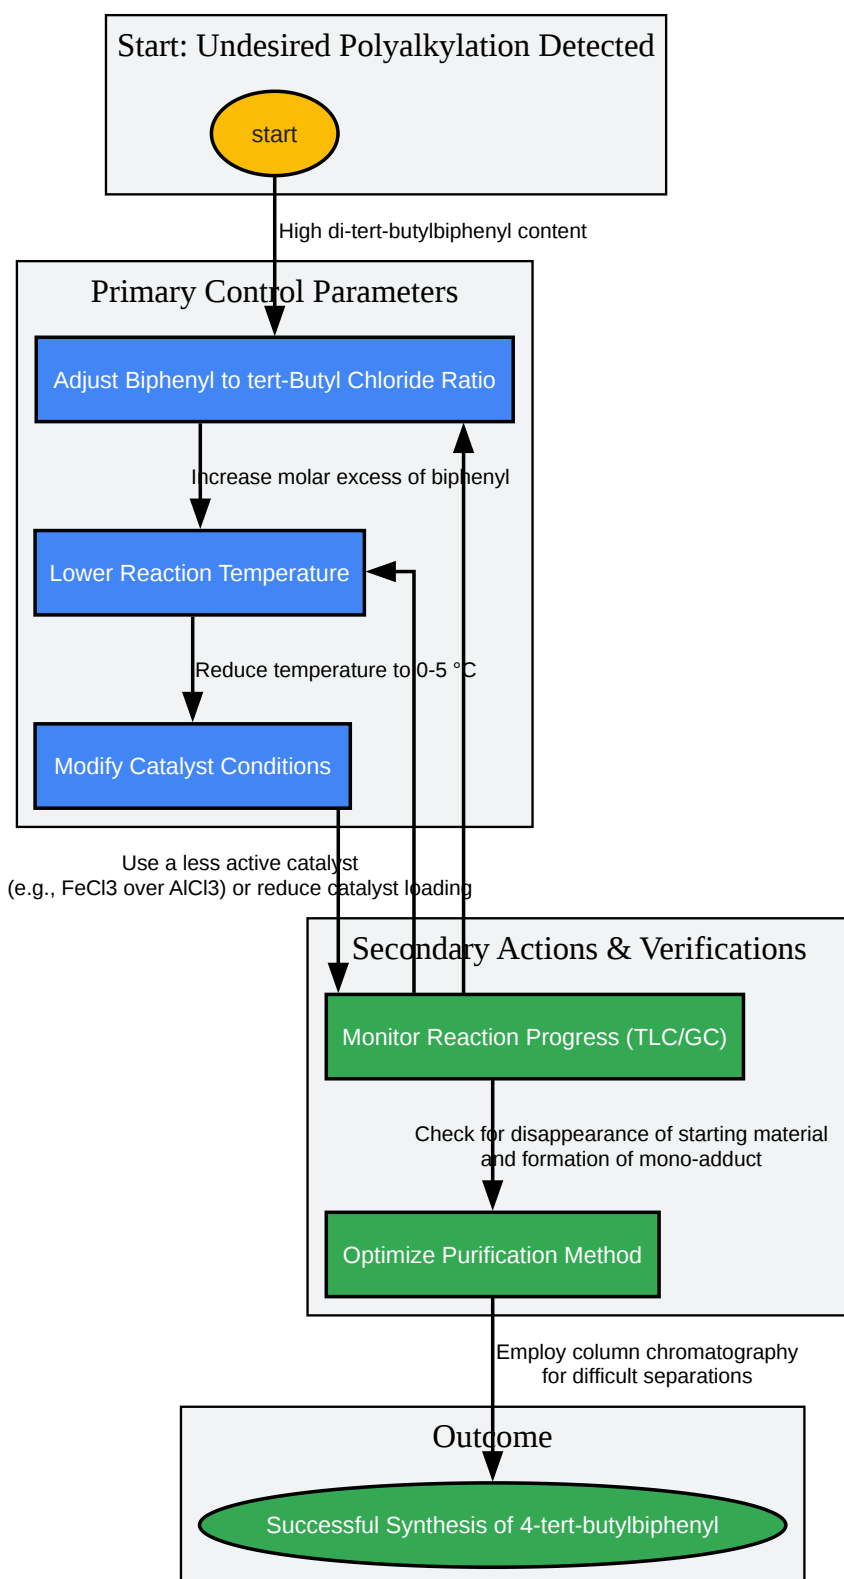 Start: Undesired Polyalkylation Detected
start
High di-tert-butylbiphenyl content
Primary Control Parameters
Adjust Biphenyl to tert-Butyl Chloride Ratio
Increase molar excess of biphenyl
Lower Reaction Temperature
Reduce temperature to 0-5 °C
Modify Catalyst Conditions
Use a less active catalyst
(e.g., FeCl3 over AlCl3) or reduce catalyst loading
Secondary Actions & Verifications
Monitor Reaction Progress (TLC/GC)
Check for disappearance of starting material
and formation of mono-adduct
Optimize Purification Method
Employ column chromatography
for difficult separations
Outcome
Successful Synthesis of 4-tert-butylbiphenyl